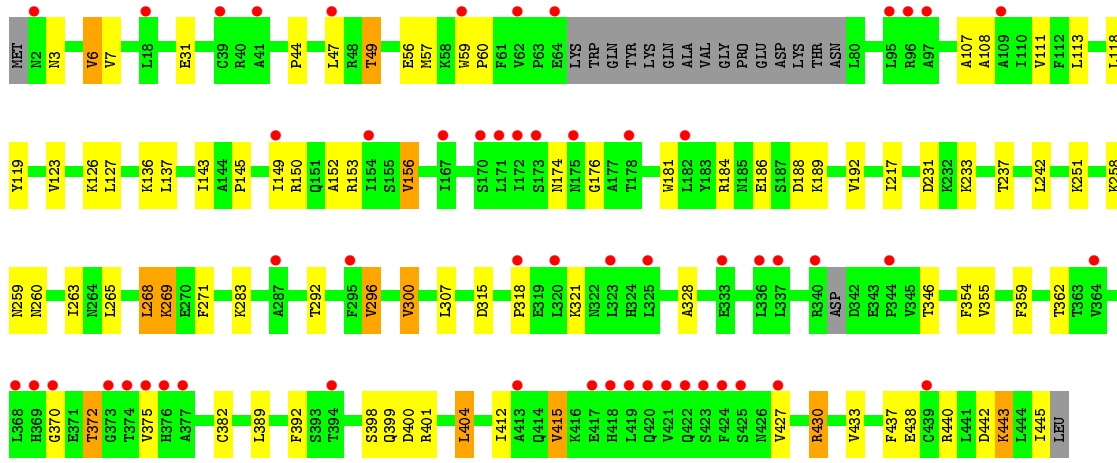 MET N2 N3 V6 V7 L18 E31 C39 R40 A41 P44 L47 R48 T49 E56 M57 K58 W59 P60 F61 V62 P63 E64 LYS TRP GLN TYR LYS GLN ALA VAL GLY PRO GLU ASP LYS THR ASN L80 L95 R96 A97 A107 A108 A109 I110 V111 F112 L113 L118
Y119 V123 K126 L127 K136 L137 I143 A144 P145 I149 R150 Q151 A152 R153 I154 S155 V156 I167 S170 L171 I172 S173 N174 N175 G176 A177 T178 W181 L182 Y183 R184 N185 E186 S187 D188 K189 V192 I217 D231 K232 K233 T237 L242 K251 K258
N259 N260 I263 N264 L265 L268 K269 E270 F271 K283 A287 T292 F295 V296 V300 L307 D315 P318 E319 L320 K321 N322 L323 H324 L325 A328 E333 L336 L337 R340 ASP D342 E343 P344 V345 T346 F354 V355 F359 T362 T363 V364
L368 H369 G370 E371 T372 G373 T374 V375 H376 A377 C382 L389 F392 S393 T394 S398 Q399 D400 R401 L404 I412 A413 Q414 V415 K416 E417 H418 L419 Q420 V421 Q422 S423 F424 S425 N426 V427 R430 V433 F437 E438 C439 R440 L441 D442 K443 L444 I445 LEU